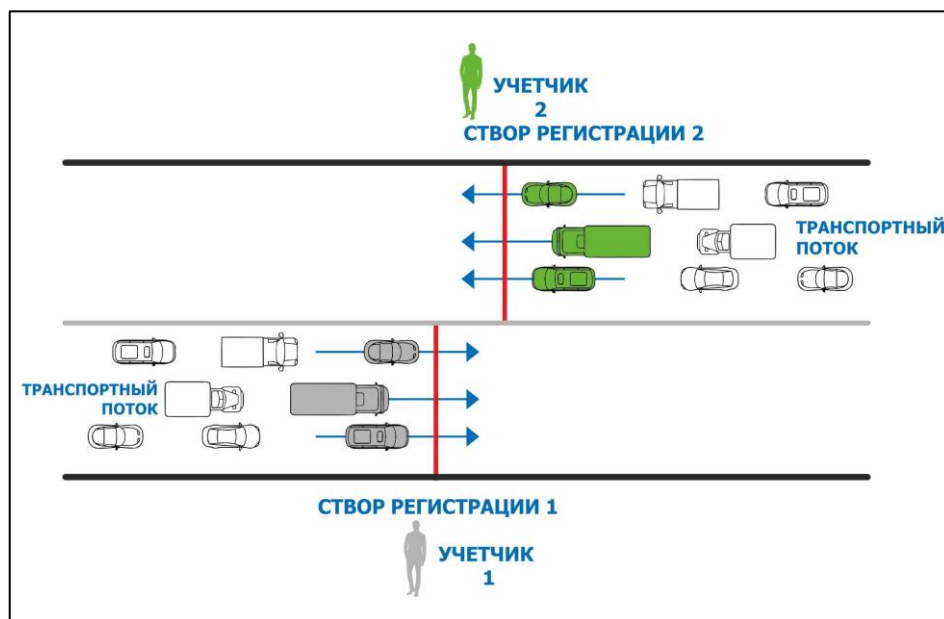 УЧЕТЧИК
2
СТВОР РЕГИСТРАЦИИ 2
ТРАНСПОРТНЫЙ
ПОТОК
ТРАНСПОРТНЫЙ
ПОТОК
СТВОР РЕГИСТРАЦИИ 1
УЧЕТЧИК
1